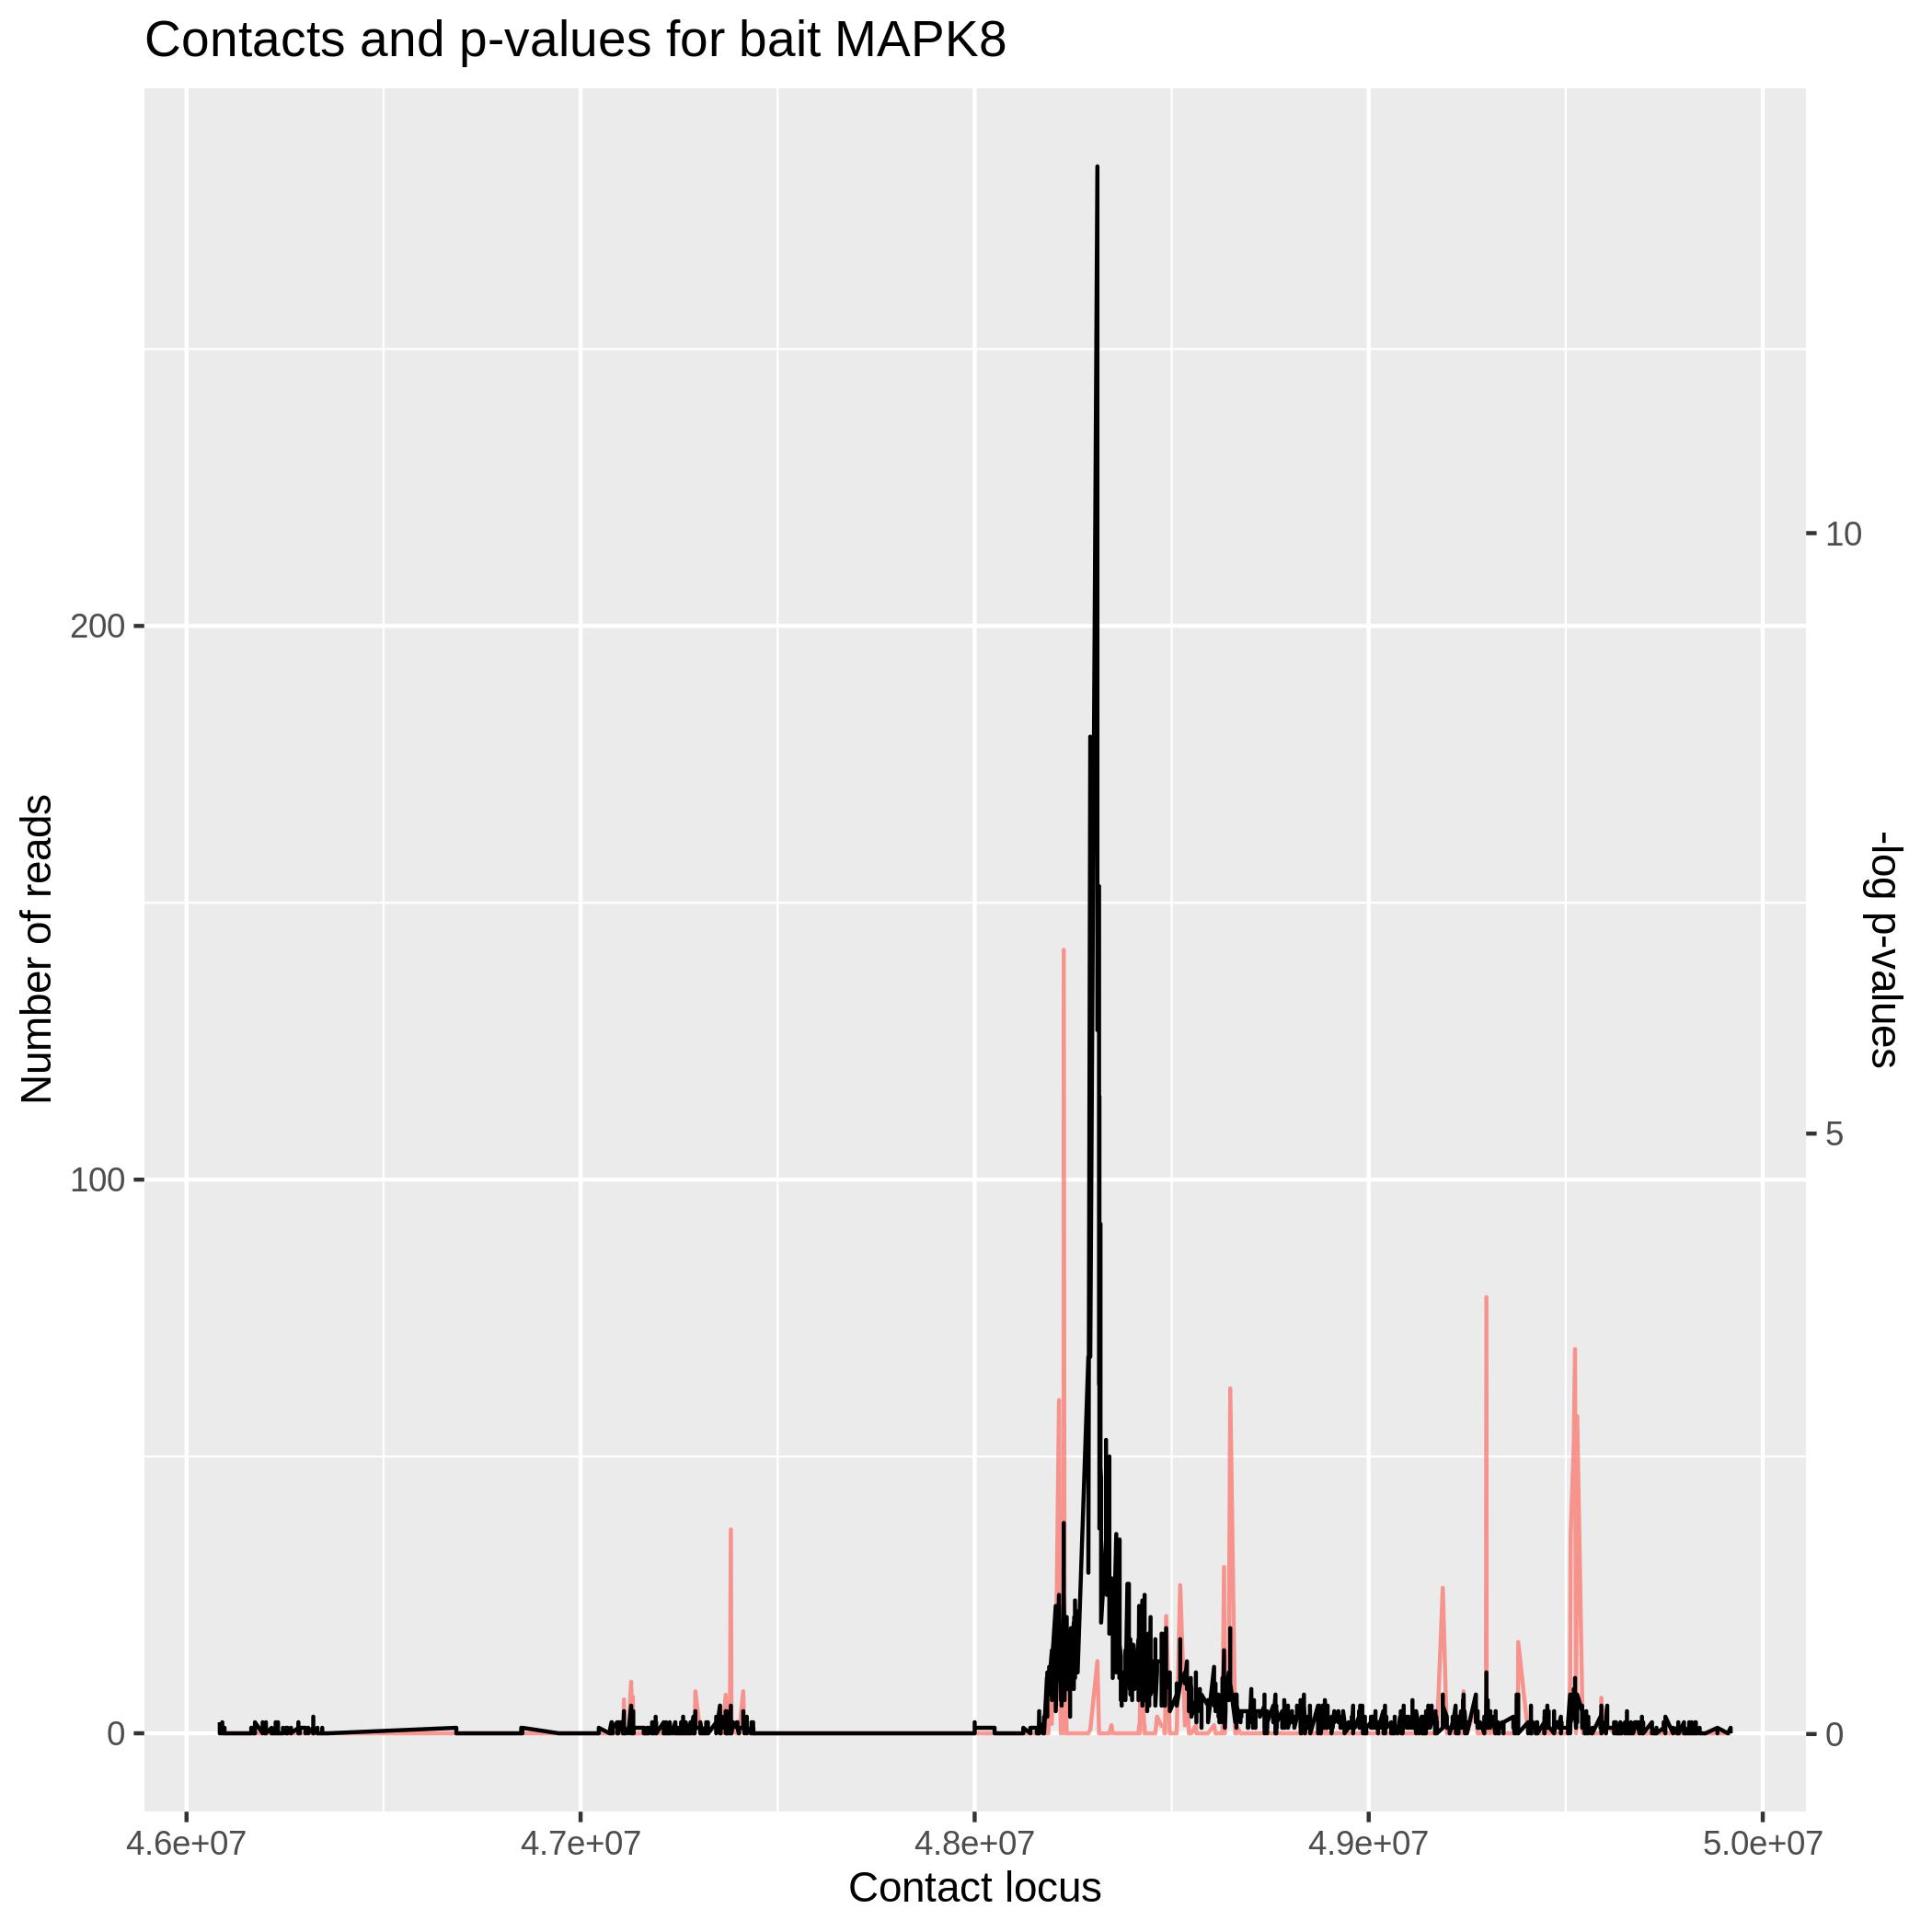 Contacts and p-values for bait MAPK8
Number of reads
200
100
0
10
5
0
-log p-values
4.6e+07
4.7e+07
4.8e+07
4.9e+07
5.0e+07
Contact locus